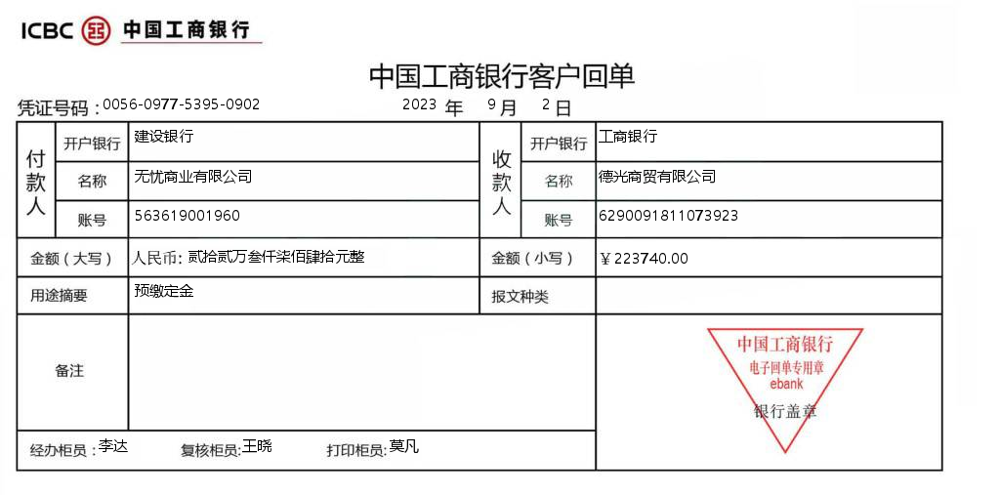 ICBC 中国工商银行
中国工商银行客户回单
凭证号码：0056-0977-5395-0902 2023 年 9 月 2 日
付款人 开户银行 建设银行 收款人 开户银行 工商银行
名称 无忧商业有限公司 名称 德光商贸有限公司
账号 563619001960 账号 6290091811073923
金额（大写） 人民币: 贰拾贰万叁仟柒佰肆拾元整 金额（小写） ￥223740.00
用途摘要 预缴定金 报文种类
备注
中国工商银行
电子回单专用章
ebank
银行盖章
经办柜员：李达 复核柜员:王晓 打印柜员:莫凡